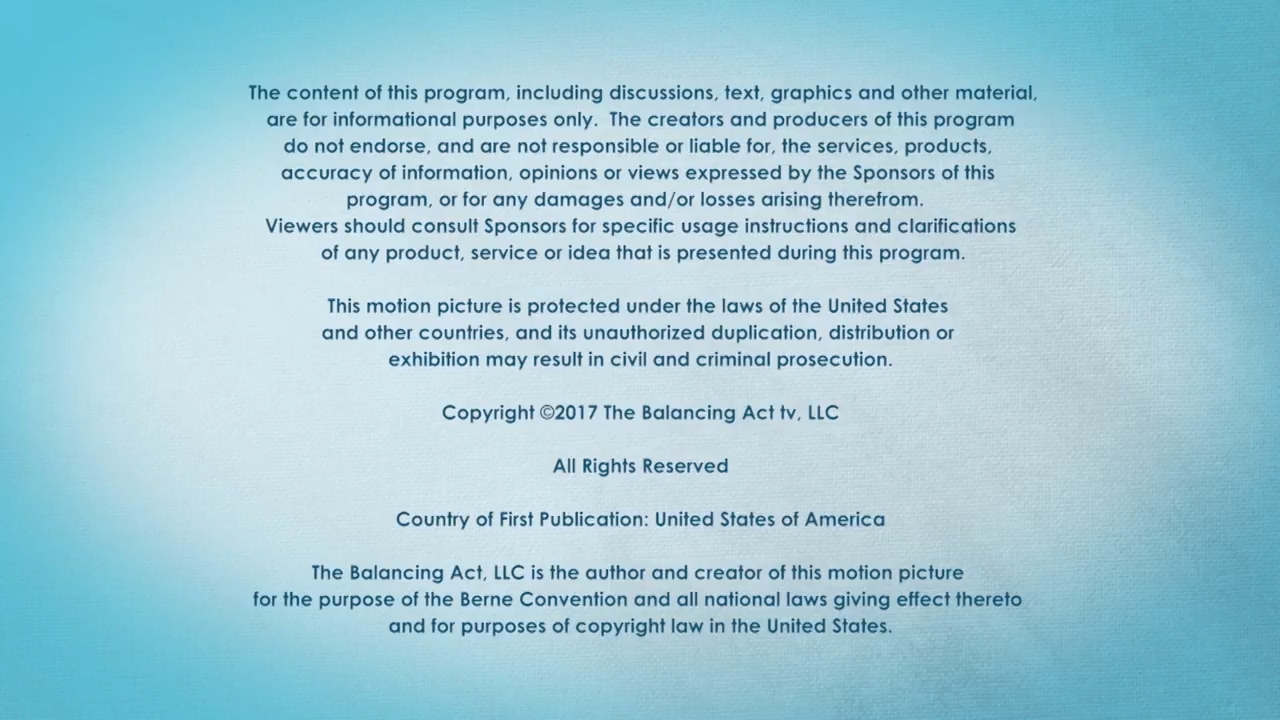 The content of this program, including discussions, text, graphics and other material,
are for informational purposes only.  The creators and producers of this program
do not endorse, and are not responsible or liable for, the services, products,
accuracy of information, opinions or views expressed by the Sponsors of this
program, or for any damages and/or losses arising therefrom.
Viewers should consult Sponsors for specific usage instructions and clarifications
of any product, service or idea that is presented during this program.
This motion picture is protected under the laws of the United States
and other countries, and its unauthorized duplication, distribution or
exhibition may result in civil and criminal prosecution.
Copyright ©2017 The Balancing Act tv, LLC
All Rights Reserved
Country of First Publication: United States of America
The Balancing Act, LLC is the author and creator of this motion picture
for the purpose of the Berne Convention and all national laws giving effect thereto
and for purposes of copyright law in the United States.